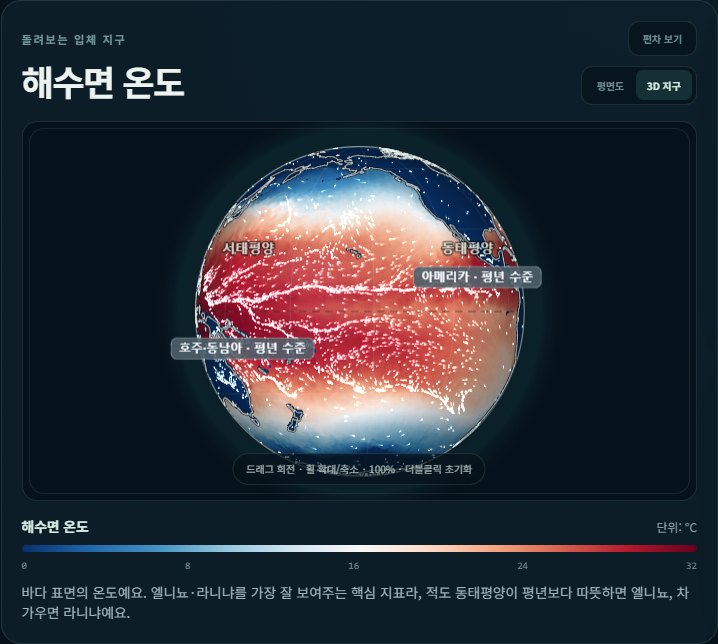 돌려보는 입체 지구
편차 보기
해수면 온도
평면도
3D 지구
서태평양
동태평양
아메리카 · 평년 수준
호주·동남아 · 평년 수준
드래그 회전 · 휠 확대/축소 · 100% · 더블클릭 초기화
해수면 온도
단위: °C
0 8 16 24 32
바다 표면의 온도예요. 엘니뇨·라니냐를 가장 잘 보여주는 핵심 지표라, 적도 동태평양이 평년보다 따뜻하면 엘니뇨, 차
가우면 라니냐예요.